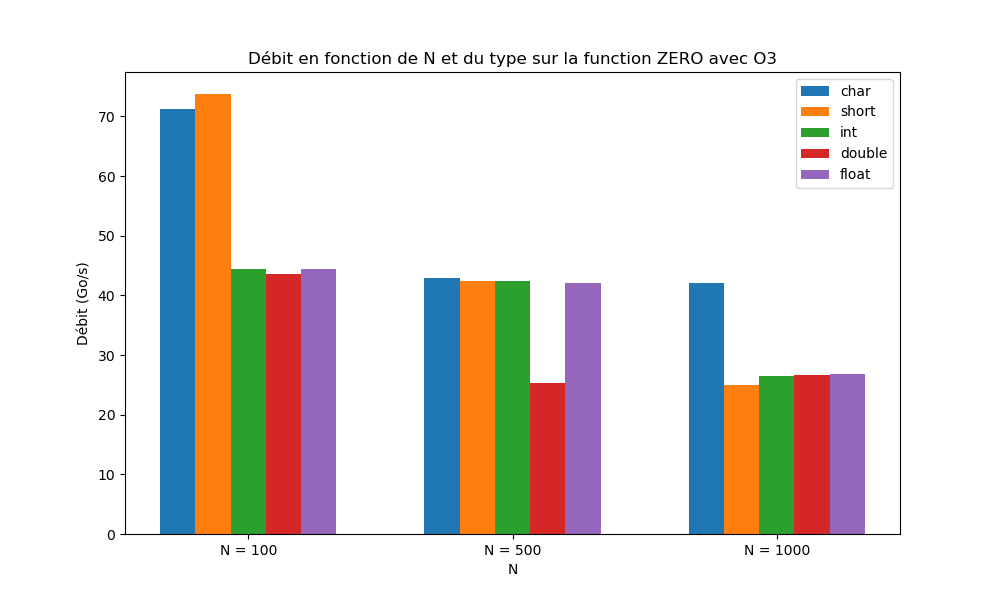 Débit en fonction de N et du type sur la function ZERO avec O3
char
short
int
double
float
Débit (Go/s)
70
60
50
40
30
20
10
0
N = 100
N = 500
N = 1000
N